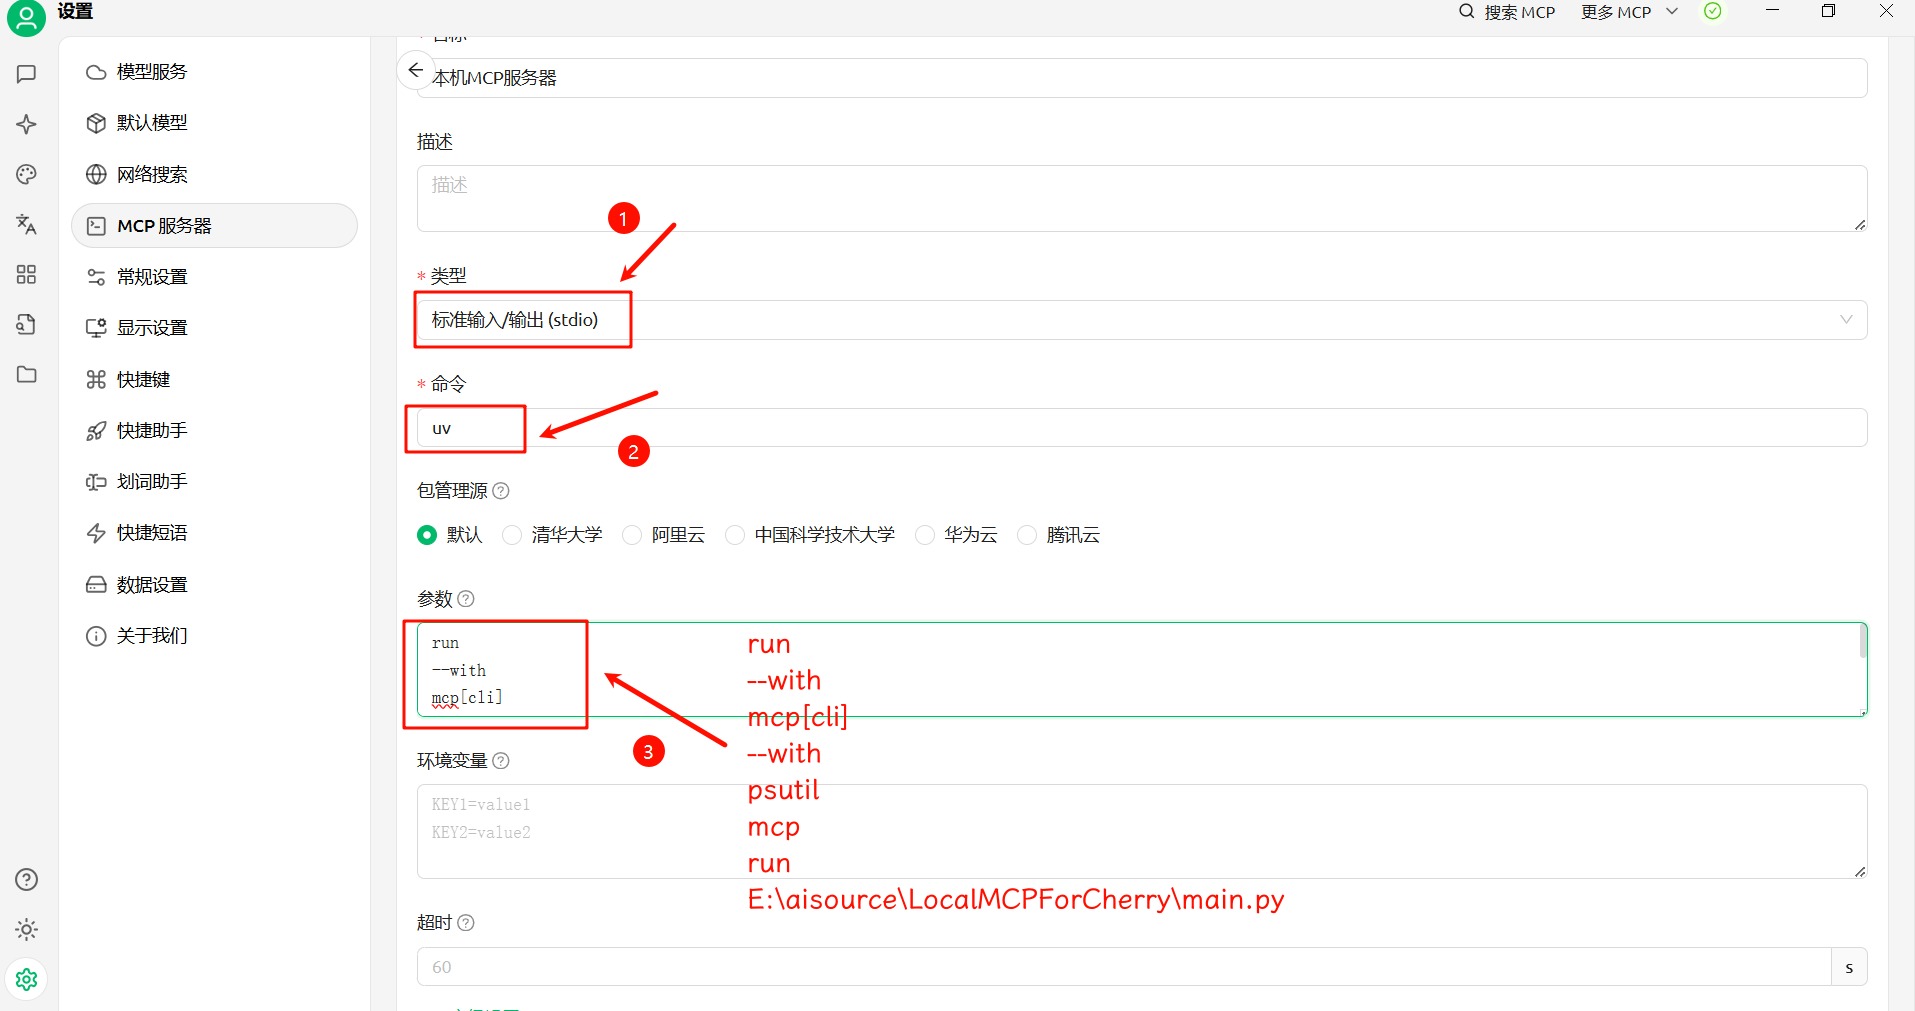 设置
搜索 MCP
更多 MCP
模型服务
默认模型
网络搜索
MCP 服务器
常规设置
显示设置
快捷键
快捷助手
划词助手
快捷短语
数据设置
关于我们
* 名称
本机MCP服务器
描述
描述
1
* 类型
标准输入/输出 (stdio)
* 命令
uv
2
包管理源
默认 清华大学 阿里云 中国科学技术大学 华为云 腾讯云
参数
run
--with
mcp[cli]
3
run
--with
mcp[cli]
--with
psutil
mcp
run
E:\aisource\LocalMCPForCherry\main.py
环境变量
KEY1=value1
KEY2=value2
超时
60
s